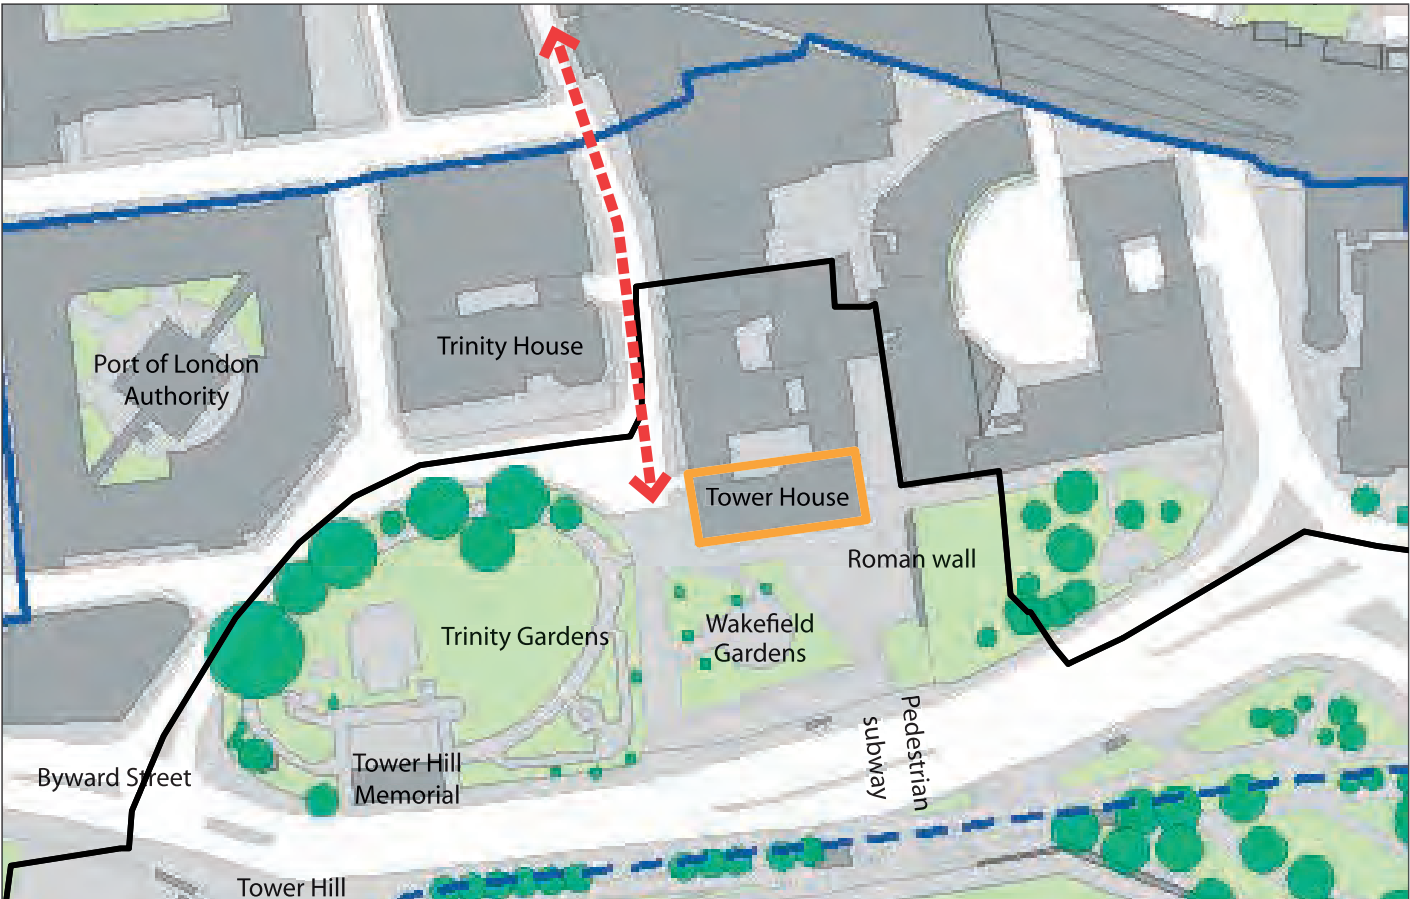 Trinity House
Port of London
Authority
Tower House
Roman wall
Trinity Gardens
Wakefield
Gardens
Pedestrian
subway
Tower Hill
Memorial
Byward Street
Tower Hill